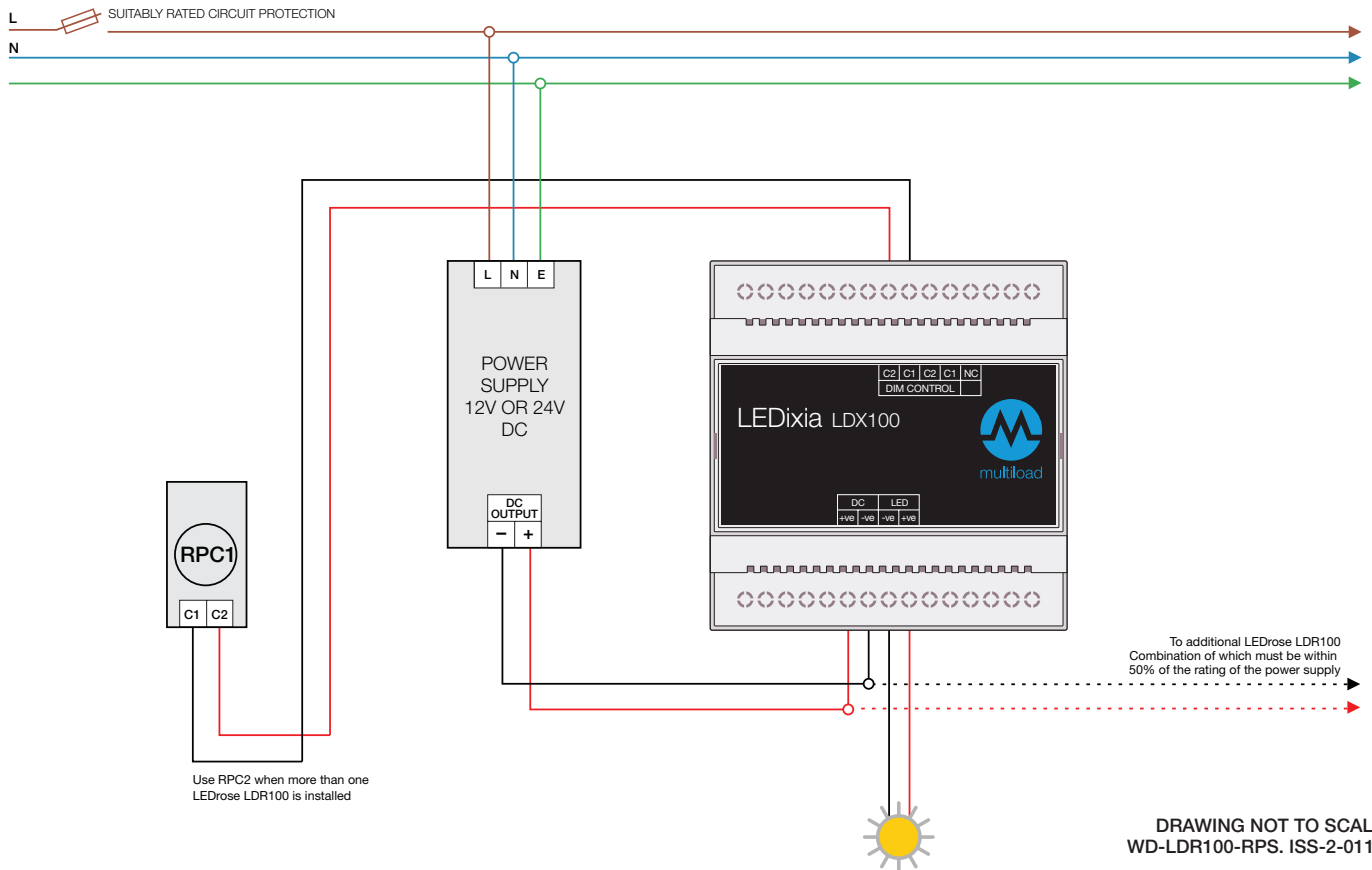 L
SUITABLY RATED CIRCUIT PROTECTION
N
L N E
POWER
SUPPLY
12V OR 24V
DC
DC
OUTPUT
− +
C2 C1 C2 C1 NC
DIM CONTROL
LEDixia LDX100
multiload
DC LED
+ve -ve -ve +ve
RPC1
C1 C2
Use RPC2 when more than one
LEDrose LDR100 is installed
To additional LEDrose LDR100
Combination of which must be within
50% of the rating of the power supply
DRAWING NOT TO SCAL
WD-LDR100-RPS. ISS-2-011